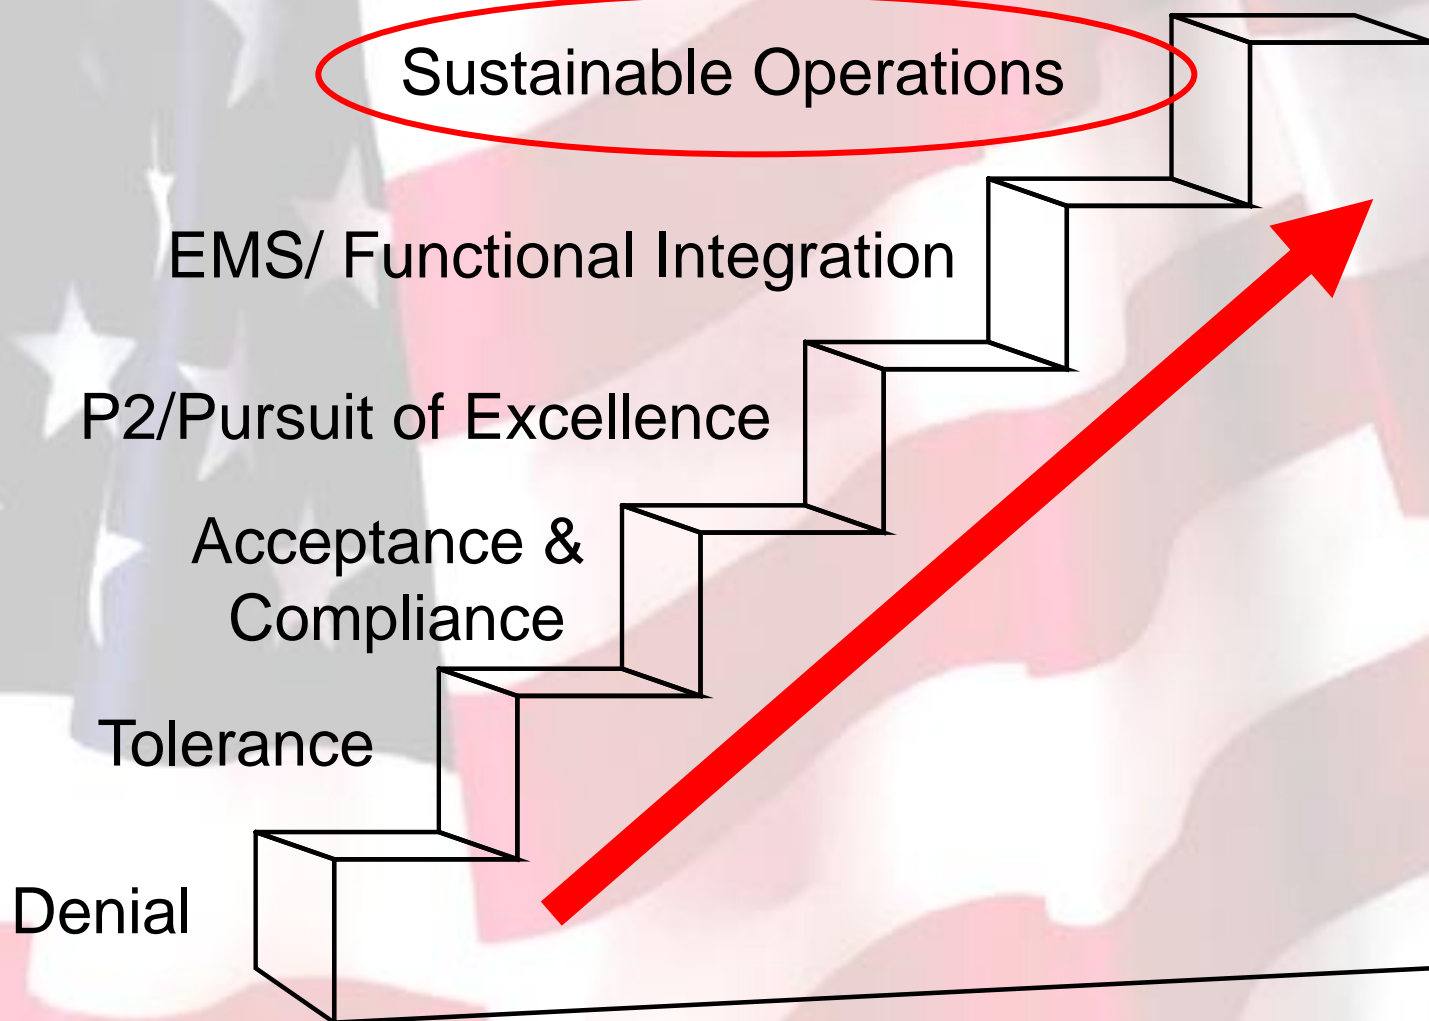 Sustainable Operations
EMS/ Functional Integration
P2/Pursuit of Excellence
Acceptance &
Compliance
Tolerance
Denial